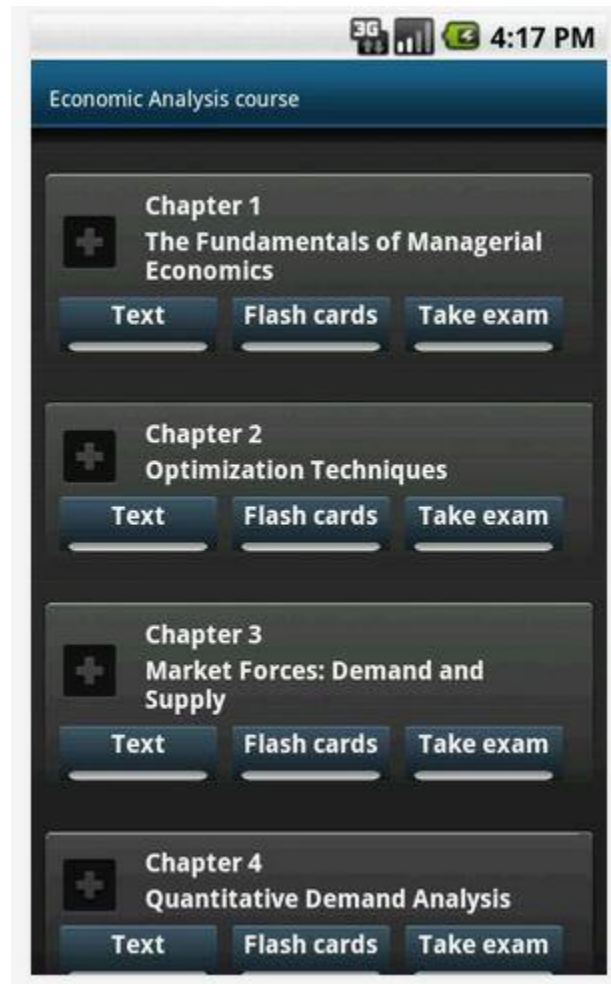 3G 4:17 PM
Economic Analysis course
Chapter 1
The Fundamentals of Managerial
Economics
Text Flash cards Take exam
Chapter 2
Optimization Techniques
Text Flash cards Take exam
Chapter 3
Market Forces: Demand and
Supply
Text Flash cards Take exam
Chapter 4
Quantitative Demand Analysis
Text Flash cards Take exam